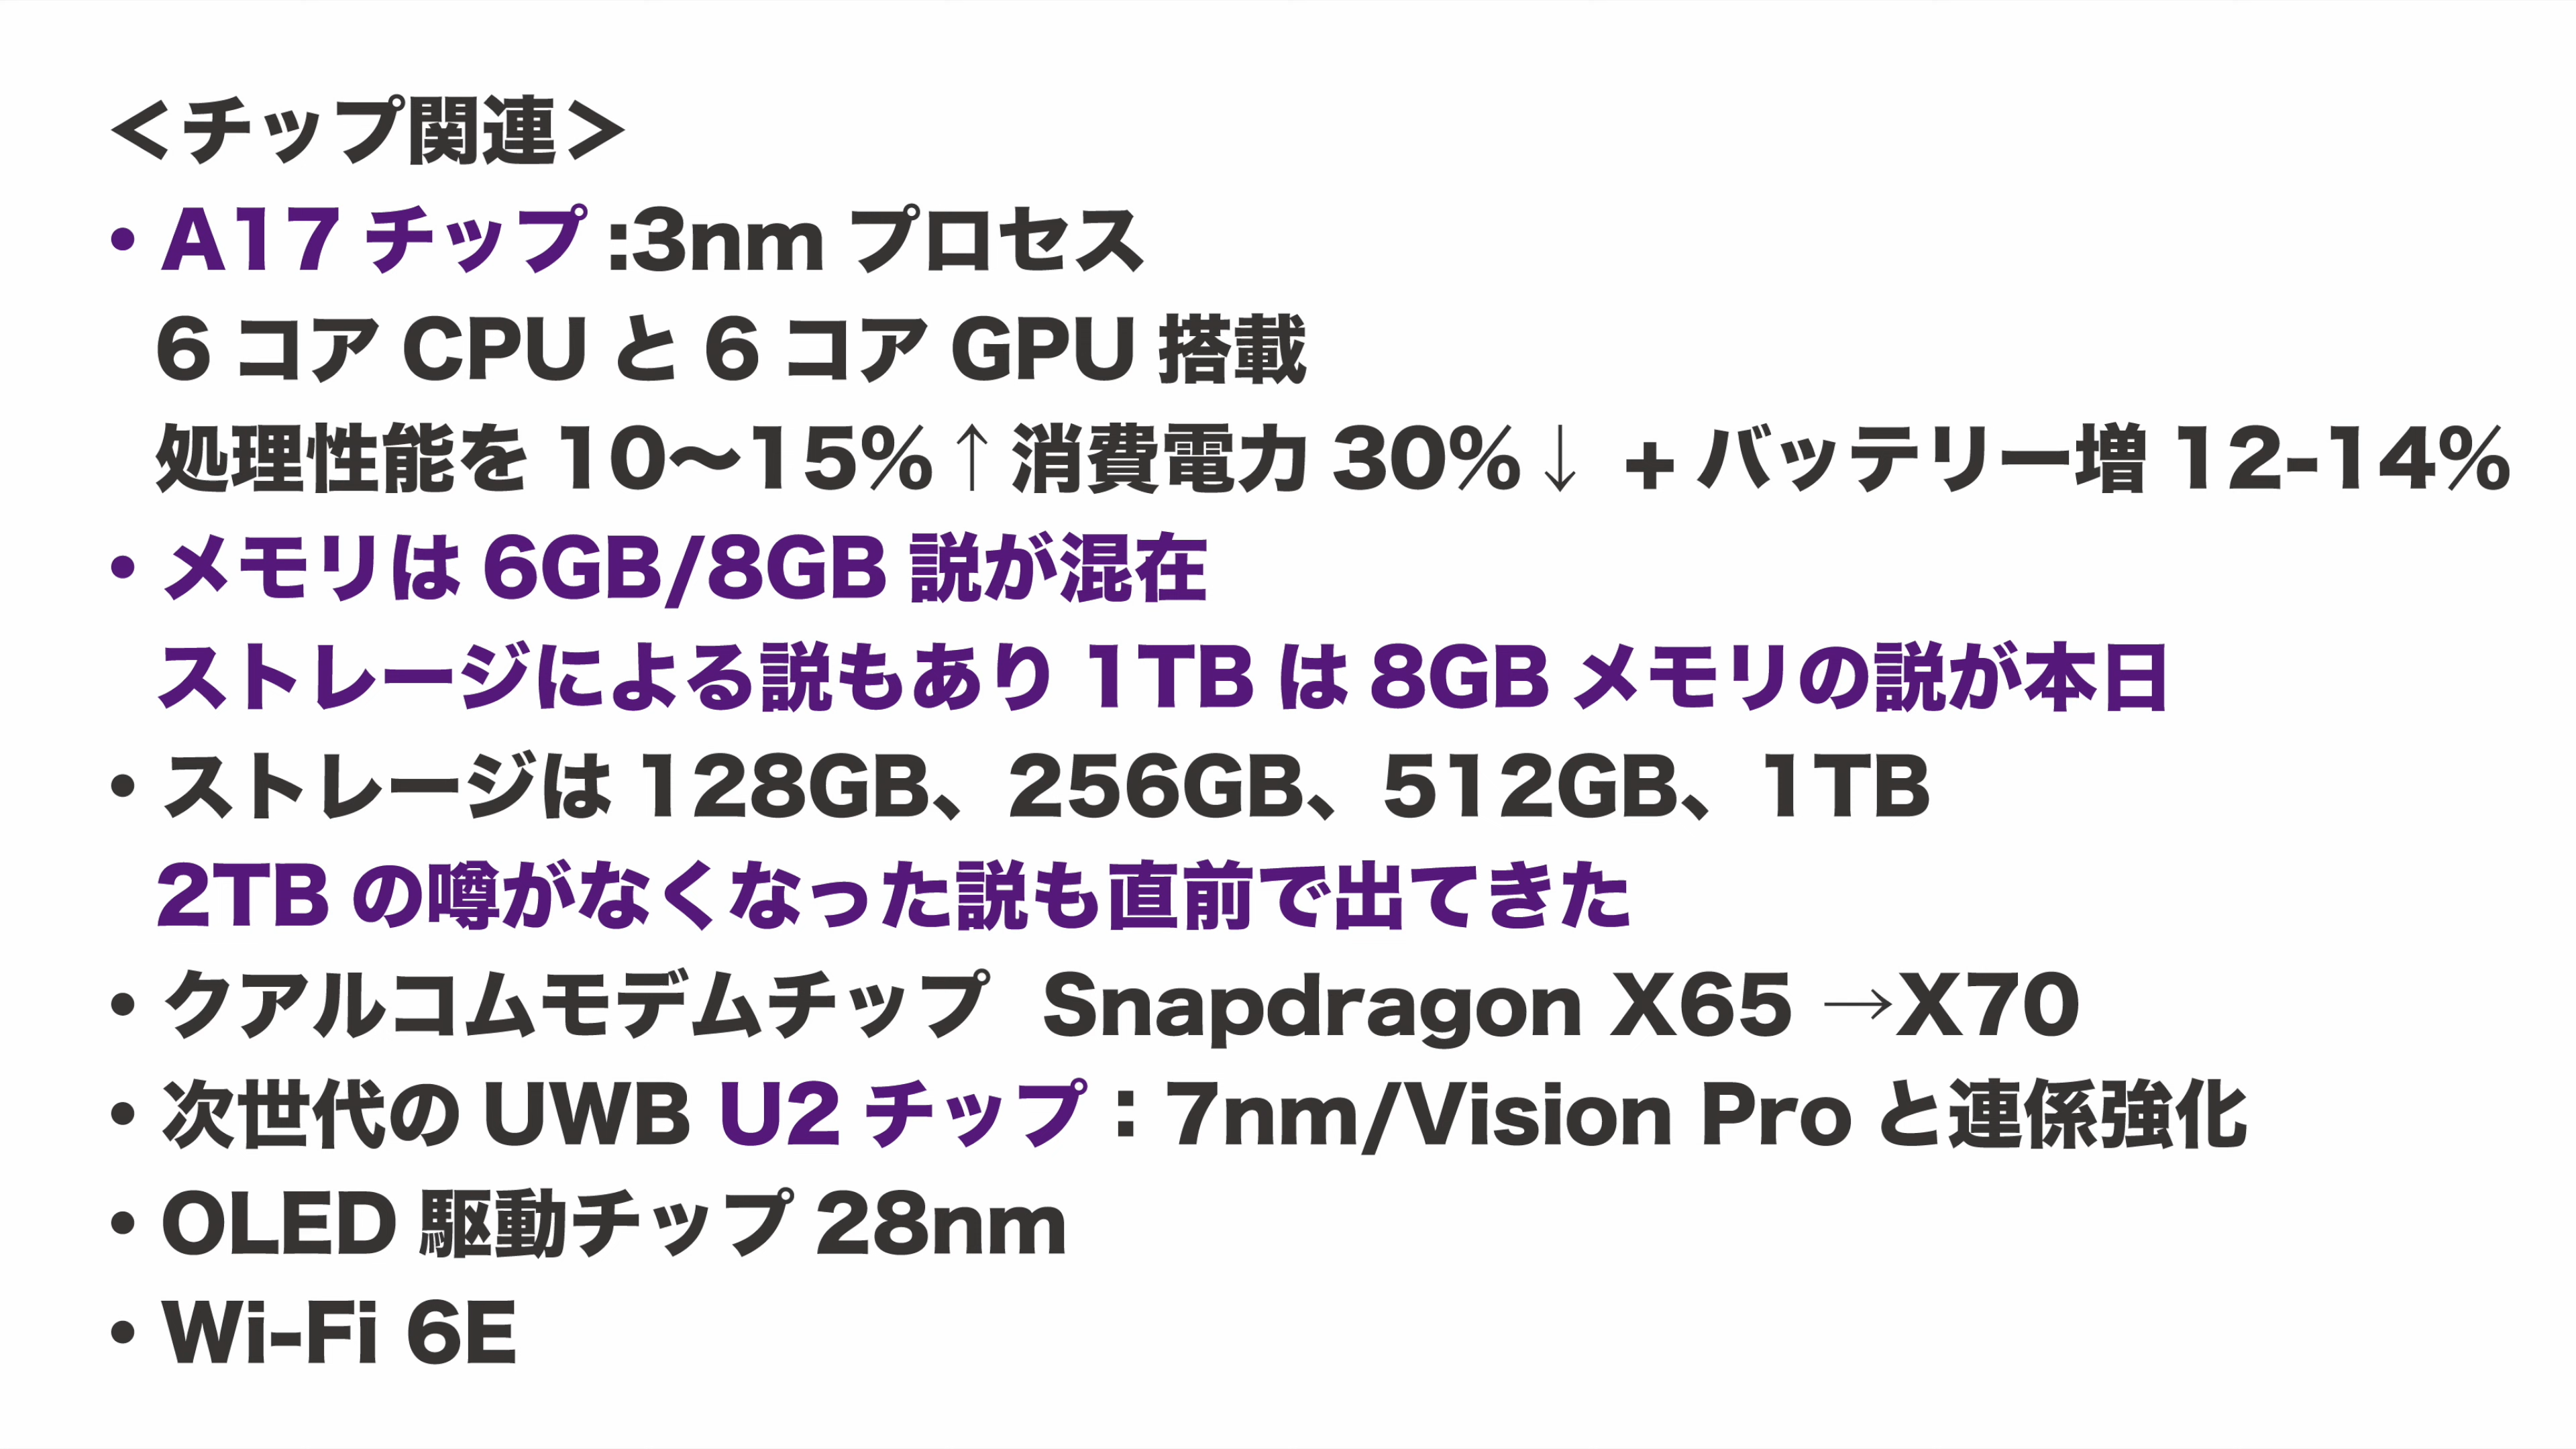 ＜チップ関連＞
・A17 チップ :3nm プロセス
6 コア CPU と 6 コア GPU 搭載
処理性能を 10〜15%↑消費電力 30%↓ + バッテリー増 12-14%
・メモリは 6GB/8GB 説が混在
ストレージによる説もあり 1TB は 8GB メモリの説が本日
・ストレージは 128GB、256GB、512GB、1TB
2TB の噂がなくなった説も直前で出てきた
・クアルコムモデムチップ Snapdragon X65 →X70
・次世代の UWB U2 チップ：7nm/Vision Pro と連係強化
・OLED 駆動チップ 28nm
・Wi-Fi 6E